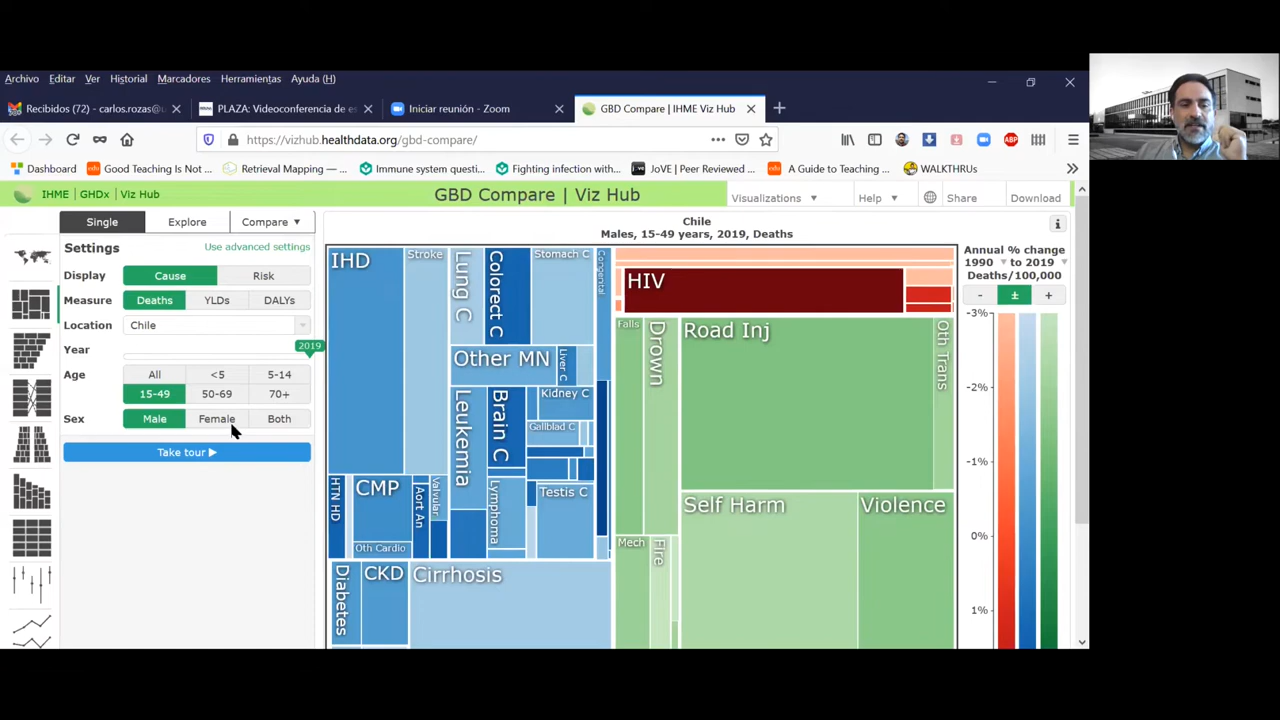 Archivo Editar Ver Historial Marcadores Herramientas Ayuda (H)
Recibidos (72) - carlos.rozas@u
PLAZA: Videoconferencia de es
Iniciar reunión - Zoom
GBD Compare | IHME Viz Hub
https://vizhub.healthdata.org/gbd-compare/
ABP
Dashboard
edu Good Teaching Is No…
Retrieval Mapping — …
Immune system questi…
Fighting infection with…
jove JoVE | Peer Reviewed …
edu A Guide to Teaching I…
WALKTHRUs
IHME | GHDx | Viz Hub
GBD Compare | Viz Hub
Visualizations
Help
Share
Download
Single
Explore
Compare
Settings
Use advanced settings
Display Cause Risk
Measure Deaths YLDs DALYs
Location Chile
2019
Year
Age All <5 5-14
15-49 50-69 70+
Sex Male Female Both
Take tour
Chile
Males, 15-49 years, 2019, Deaths
IHD
Stroke
Lung C
Colorect C
Stomach C
Congenital
Other MN
Liver C
Leukemia
Brain C
Kidney C
Gallblad C
Lymphoma
Testis C
HTN HD
CMP
Aort An
Valvular
Oth Cardio
Diabetes
CKD
Cirrhosis
HIV
Falls
Drown
Road Inj
Oth Trans
Mech
Fire
Self Harm
Violence
i
Annual % change
1990 to 2019
Deaths/100,000
- ± +
-3%
-2%
-1%
0%
1%